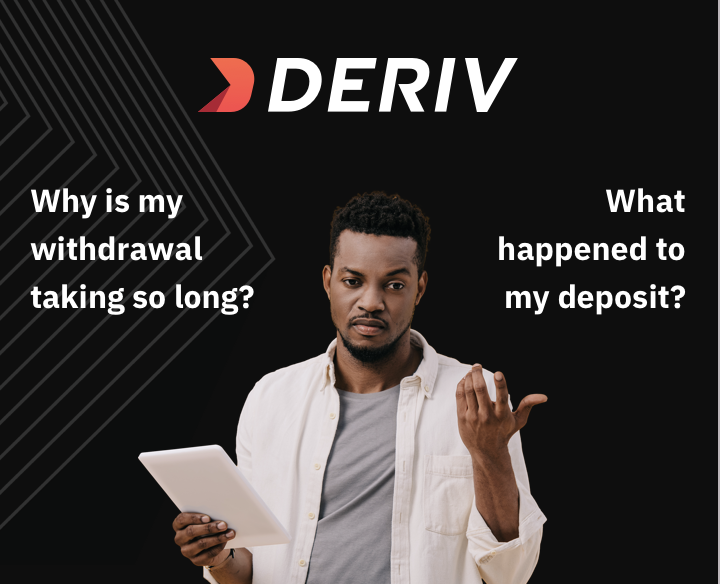 DERIV
Why is my
withdrawal
taking so long?
What
happened to
my deposit?